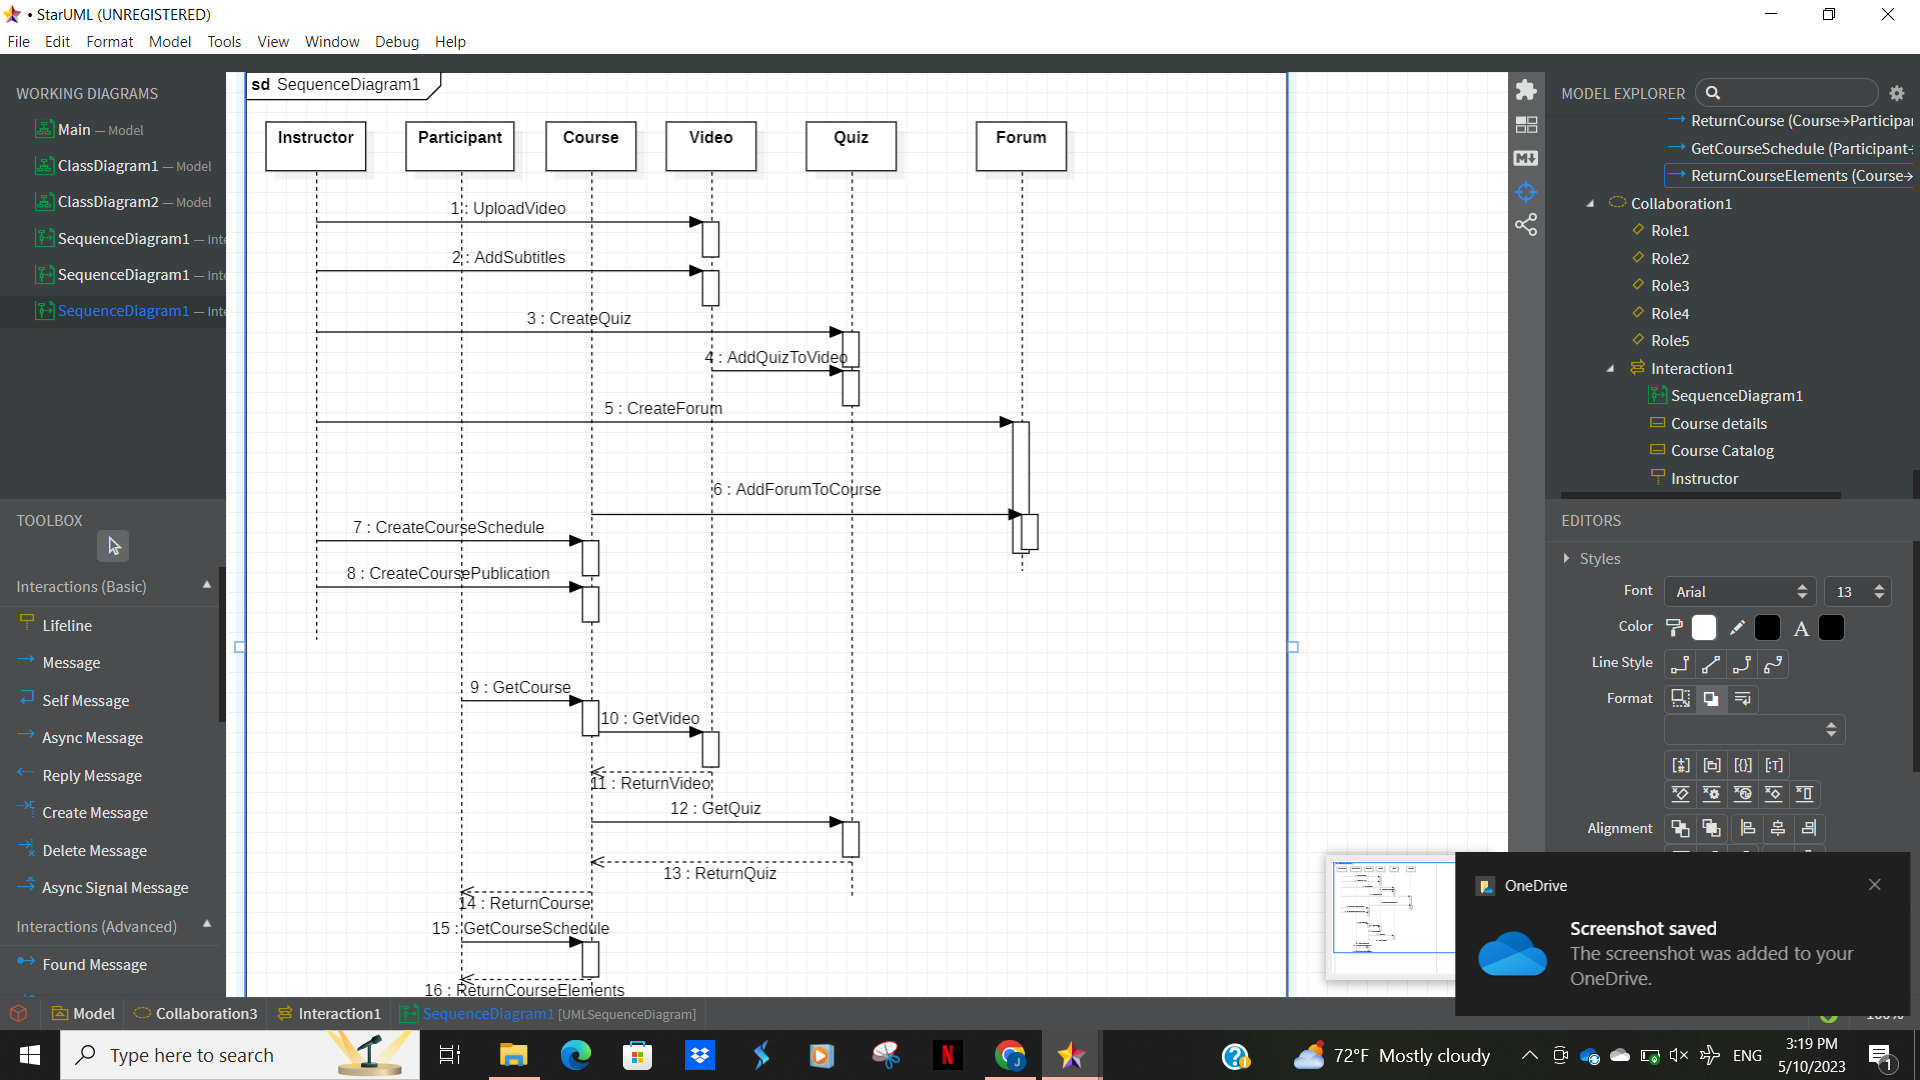 • StarUML (UNREGISTERED)
File Edit Format Model Tools View Window Debug Help
WORKING DIAGRAMS
Main — Model
ClassDiagram1 — Model
ClassDiagram2 — Model
SequenceDiagram1 — Inte
SequenceDiagram1 — Inte
SequenceDiagram1 — Inte
TOOLBOX
Interactions (Basic)
Lifeline
Message
Self Message
Async Message
Reply Message
Create Message
Delete Message
Async Signal Message
Interactions (Advanced)
Found Message
sd SequenceDiagram1
Instructor Participant Course Video Quiz Forum
1 : UploadVideo
2 : AddSubtitles
3 : CreateQuiz
4 : AddQuizToVideo
5 : CreateForum
6 : AddForumToCourse
7 : CreateCourseSchedule
8 : CreateCoursePublication
9 : GetCourse
10 : GetVideo
11 : ReturnVideo
12 : GetQuiz
13 : ReturnQuiz
14 : ReturnCourse
15 : GetCourseSchedule
16 : ReturnCourseElements
MODEL EXPLORER
ReturnCourse (Course→Participar
GetCourseSchedule (Participant→
ReturnCourseElements (Course→
Collaboration1
Role1
Role2
Role3
Role4
Role5
Interaction1
SequenceDiagram1
Course details
Course Catalog
Instructor
EDITORS
Styles
Font Arial 13
Color A
Line Style
Format
Alignment
OneDrive
Screenshot saved
The screenshot was added to your
OneDrive.
Model Collaboration3 Interaction1 SequenceDiagram1 [UMLSequenceDiagram]
Type here to search
72°F Mostly cloudy
ENG
3:19 PM
5/10/2023
1